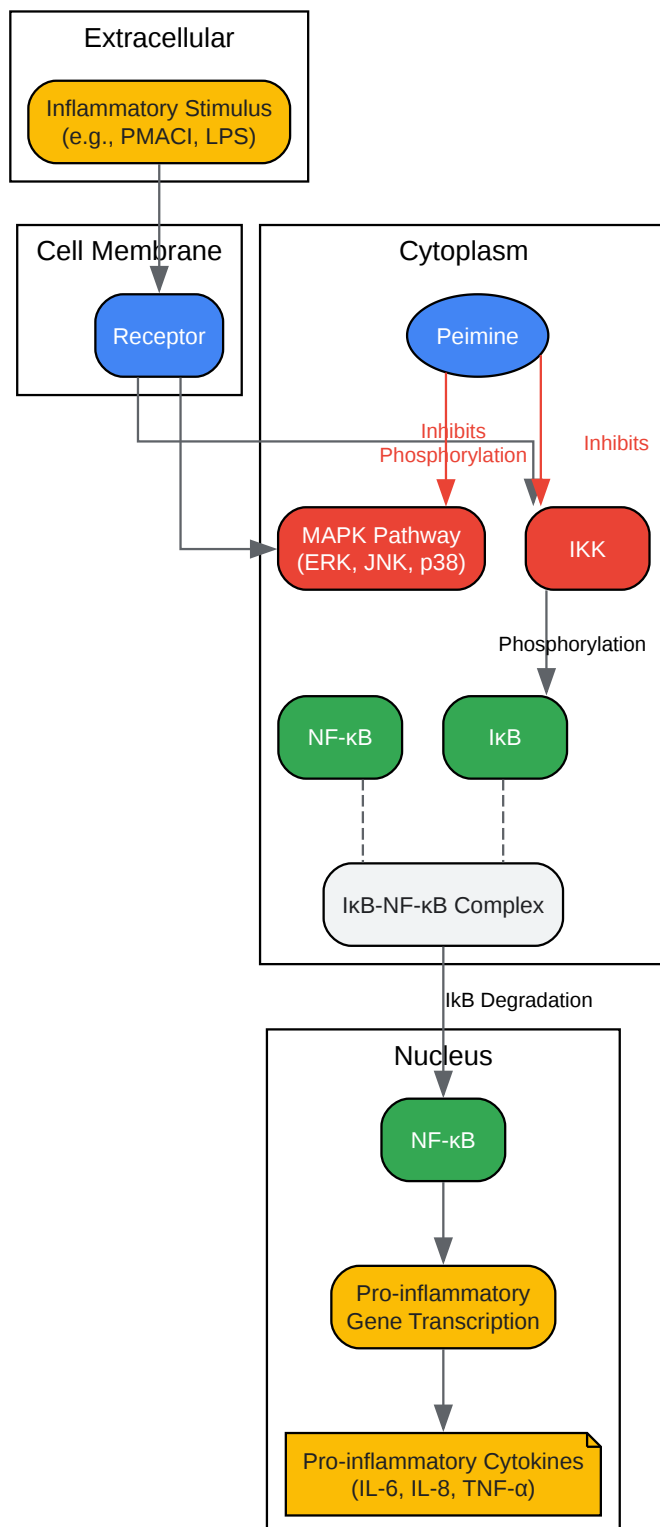 Extracellular
Inflammatory Stimulus
(e.g., PMACI, LPS)
Cell Membrane
Receptor
Cytoplasm
Peimine
Inhibits
Phosphorylation
Inhibits
MAPK Pathway
(ERK, JNK, p38)
IKK
Phosphorylation
NF-κB
IκB
IκB-NF-κB Complex
IkB Degradation
Nucleus
NF-κB
Pro-inflammatory
Gene Transcription
Pro-inflammatory Cytokines
(IL-6, IL-8, TNF-α)